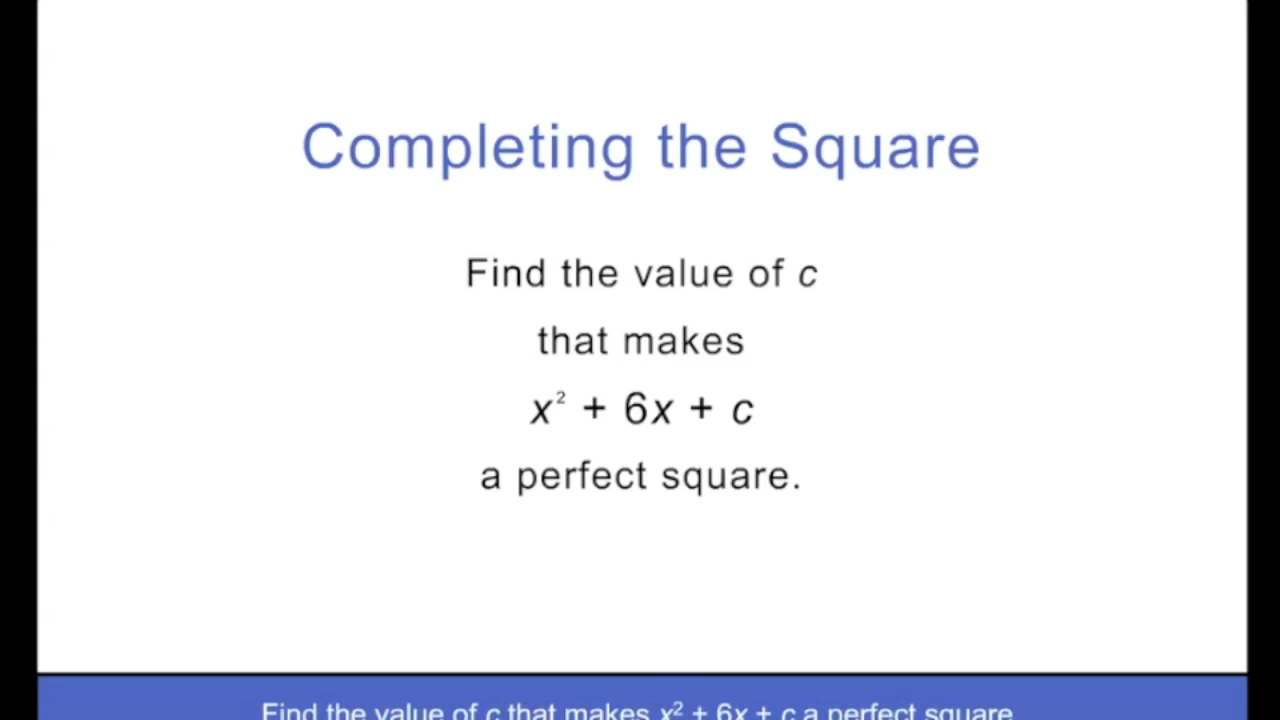 Completing the Square
Find the value of c
that makes
x² + 6x + c
a perfect square.
Find the value of c that makes x² + 6x + c a perfect square